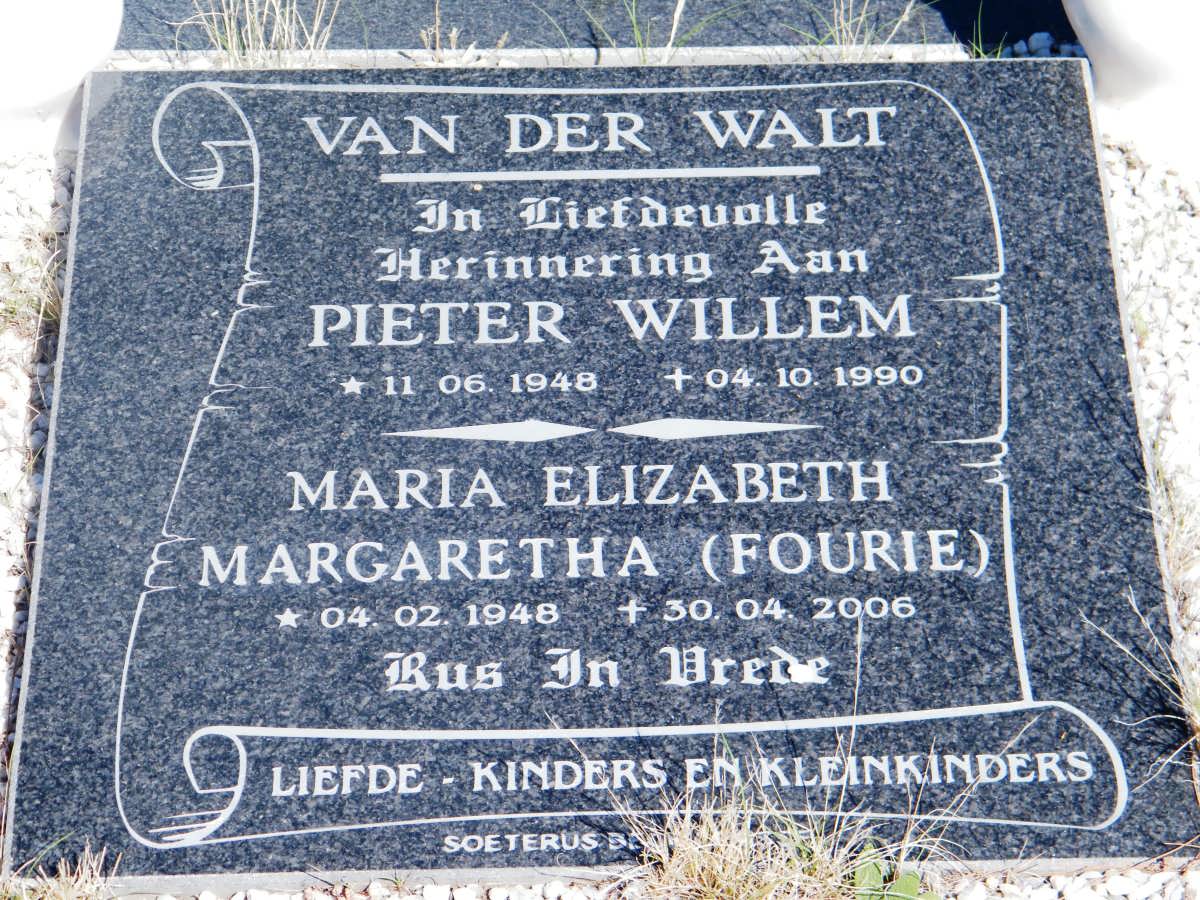 VAN DER WALT
In Liefdevolle
Herinnering Aan
PIETER WILLEM
★ 11 06. 1948 ✝ 04. 10. 1990
MARIA ELIZABETH
MARGARETHA (FOURIE)
★ 04. 02. 1948 ✝ 30. 04. 2006
Rus In Vrede
LIEFDE - KINDERS EN KLEINKINDERS
SOETERUS